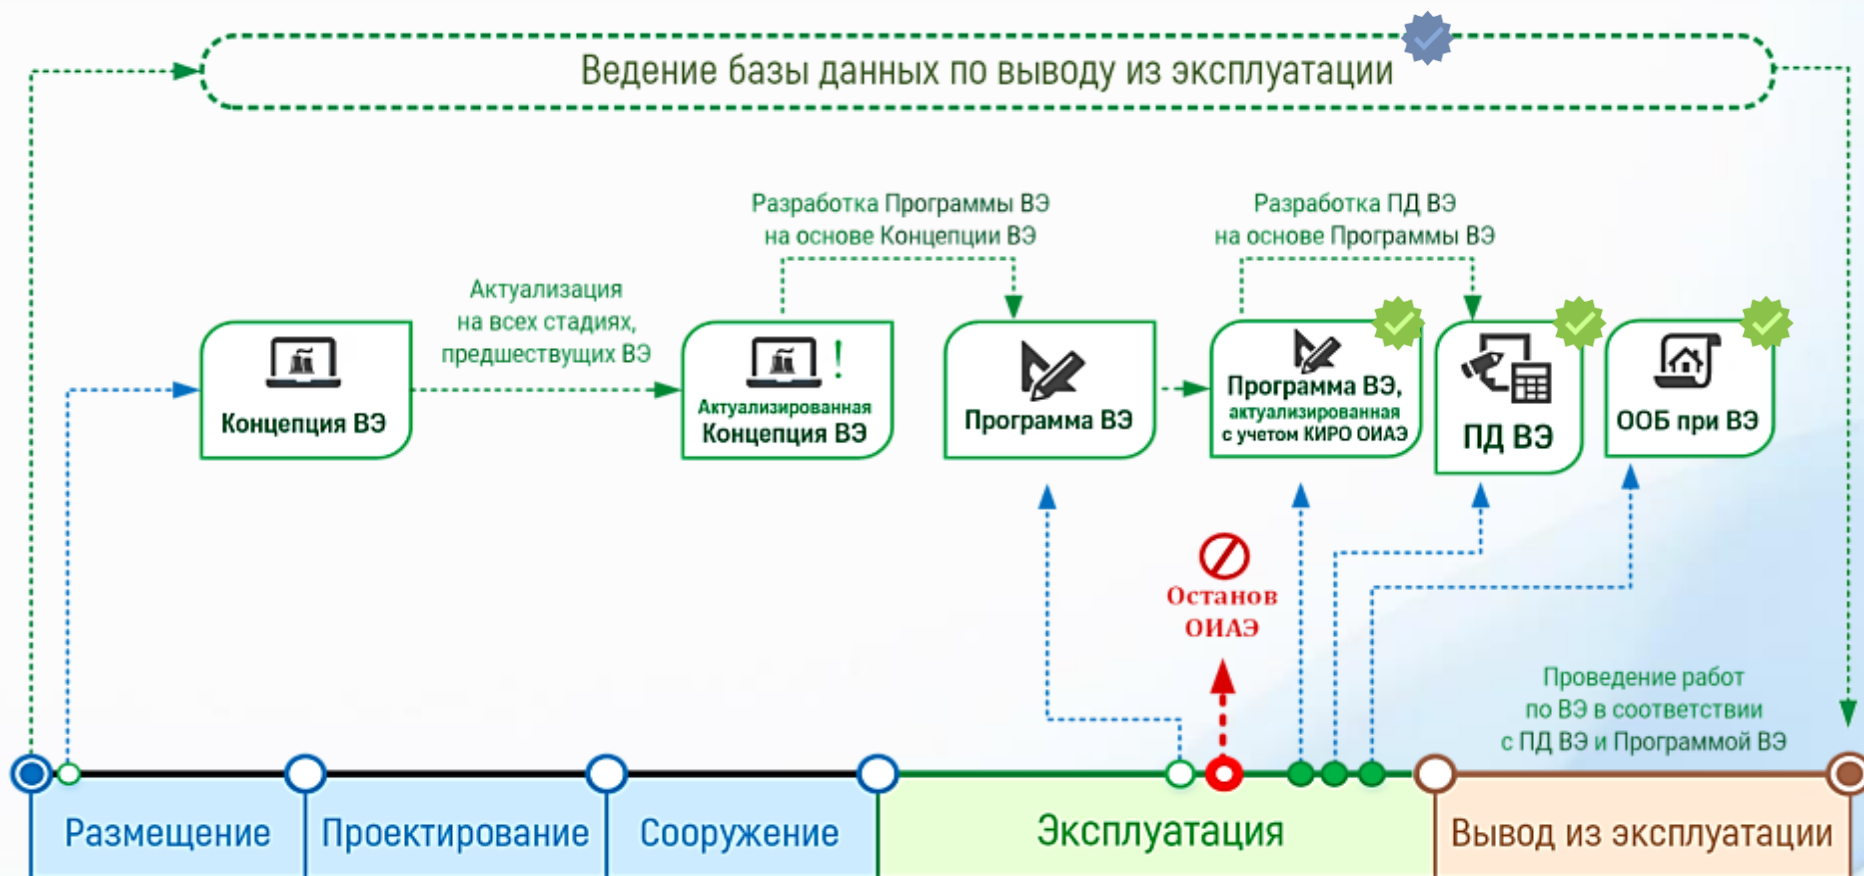 Ведение базы данных по выводу из эксплуатации
Разработка Программы ВЭ
на основе Концепции ВЭ
Разработка ПД ВЭ
на основе Программы ВЭ
Актуализация
на всех стадиях,
предшествущих ВЭ
Концепция ВЭ
!
Актуализированная
Концепция ВЭ
Программа ВЭ
Программа ВЭ,
актуализированная
с учетом КИРО ОИАЭ
ПД ВЭ
ООБ при ВЭ
Останов
ОИАЭ
Проведение работ
по ВЭ в соответствии
с ПД ВЭ и Программой ВЭ
Размещение
Проектирование
Сооружение
Эксплуатация
Вывод из эксплуатации